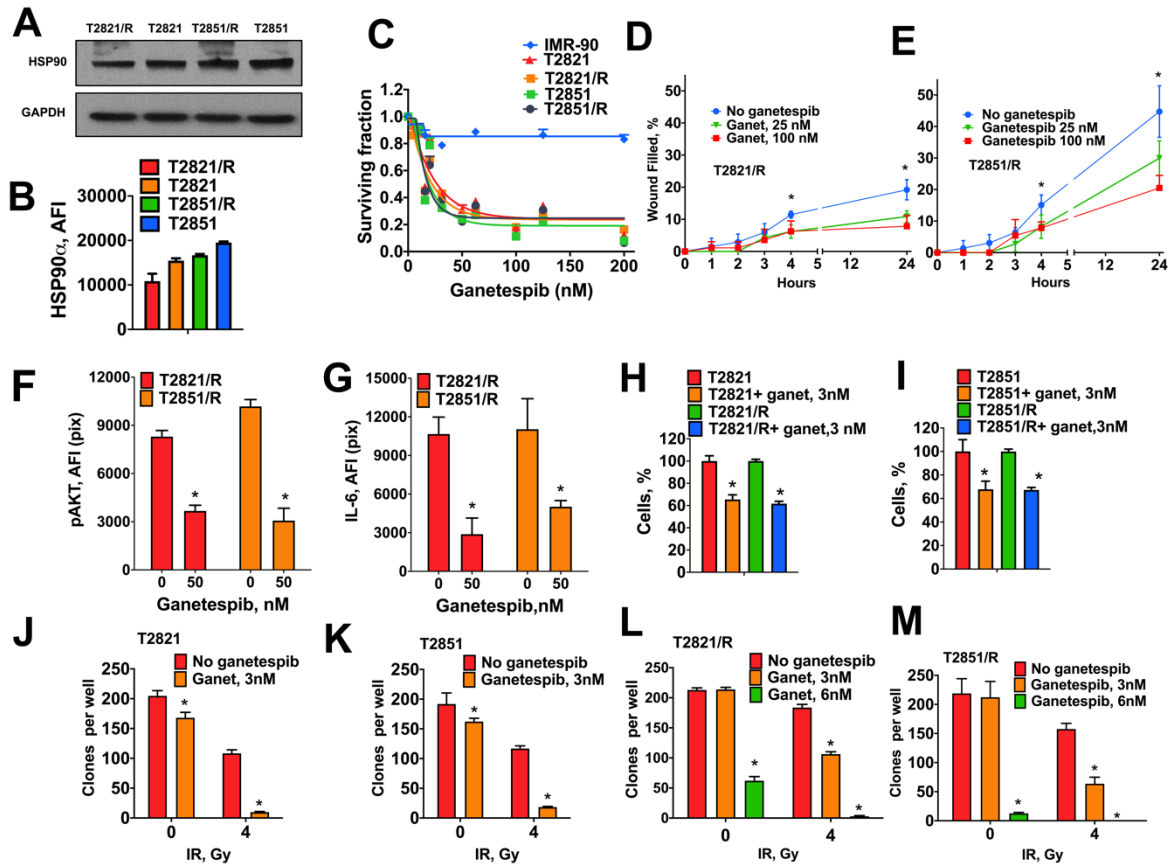 A
T2821/R T2821 T2851/R T2851
HSP90
GAPDH
B
T2821/R
T2821
T2851/R
T2851
HSP90α, AFI
30000
20000
10000
0
C
IMR-90
T2821
T2821/R
T2851
T2851/R
Surviving fraction
1.2
1.0
0.8
0.6
0.4
0.2
0.0
0 50 100 150 200
Ganetespib (nM)
D
No ganetespib
Ganet, 25 nM
Ganet, 100 nM
T2821/R
Wound Filled, %
50
40
30
20
10
0
* *
0 1 2 3 4 5 12 24
Hours
E
No ganetespib
Ganetespib 25 nM
Ganetespib 100 nM
T2851/R
50
40
30
20
10
0
* *
0 1 2 3 4 5 12 24
Hours
F
T2821/R
T2851/R
pAKT, AFI (pix)
12000
9000
6000
3000
0
* *
0 50 0 50
Ganetespib, nM
G
T2821/R
T2851/R
IL-6, AFI (pix)
15000
12000
9000
6000
3000
0
* *
0 50 0 50
Ganetespib,nM
H
T2821
T2821+ ganet, 3nM
T2821/R
T2821/R+ ganet,3 nM
Cells, %
120
100
80
60
40
20
0
* *
I
T2851
T2851+ ganet, 3nM
T2851/R
T2851/R+ ganet,3nM
Cells, %
120
100
80
60
40
20
0
* *
J
T2821
No ganetespib
Ganet, 3nM
Clones per well
250
200
150
100
50
0
* *
0 4
IR, Gy
K
T2851
No ganetespib
Ganetespib, 3nM
Clones per well
250
200
150
100
50
0
* *
0 4
IR, Gy
L
T2821/R
No ganetespib
Ganet, 3nM
Ganet, 6nM
Clones per well
250
200
150
100
50
0
* * *
0 4
IR, Gy
M
T2851/R
No ganetespib
Ganetespib, 3nM
Ganetespib, 6nM
Clones per well
250
200
150
100
50
0
* * *
0 4
IR, Gy